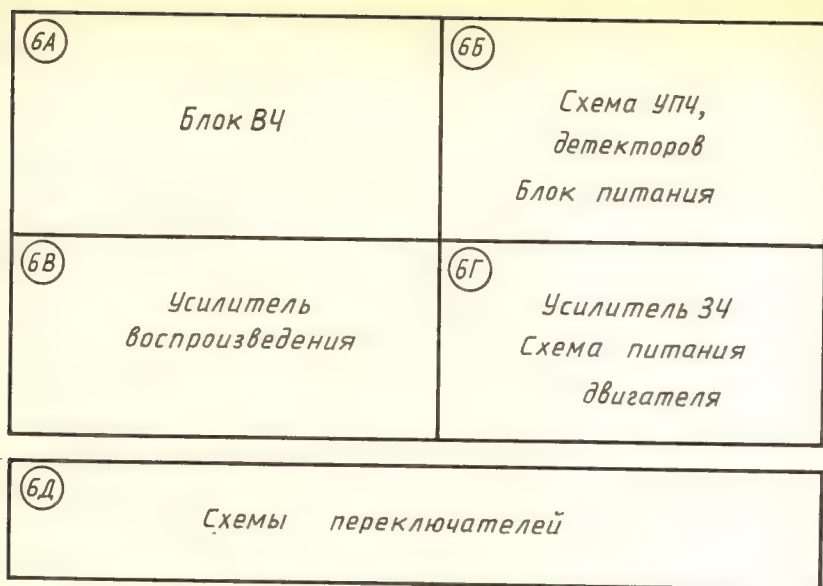 6А
Блок ВЧ
6Б
Схема УПЧ,
детекторов
Блок питания
6В
Усилитель
воспроизведения
6Г
Усилитель ЗЧ
Схема питания
двигателя
6Д
Схемы переключателей